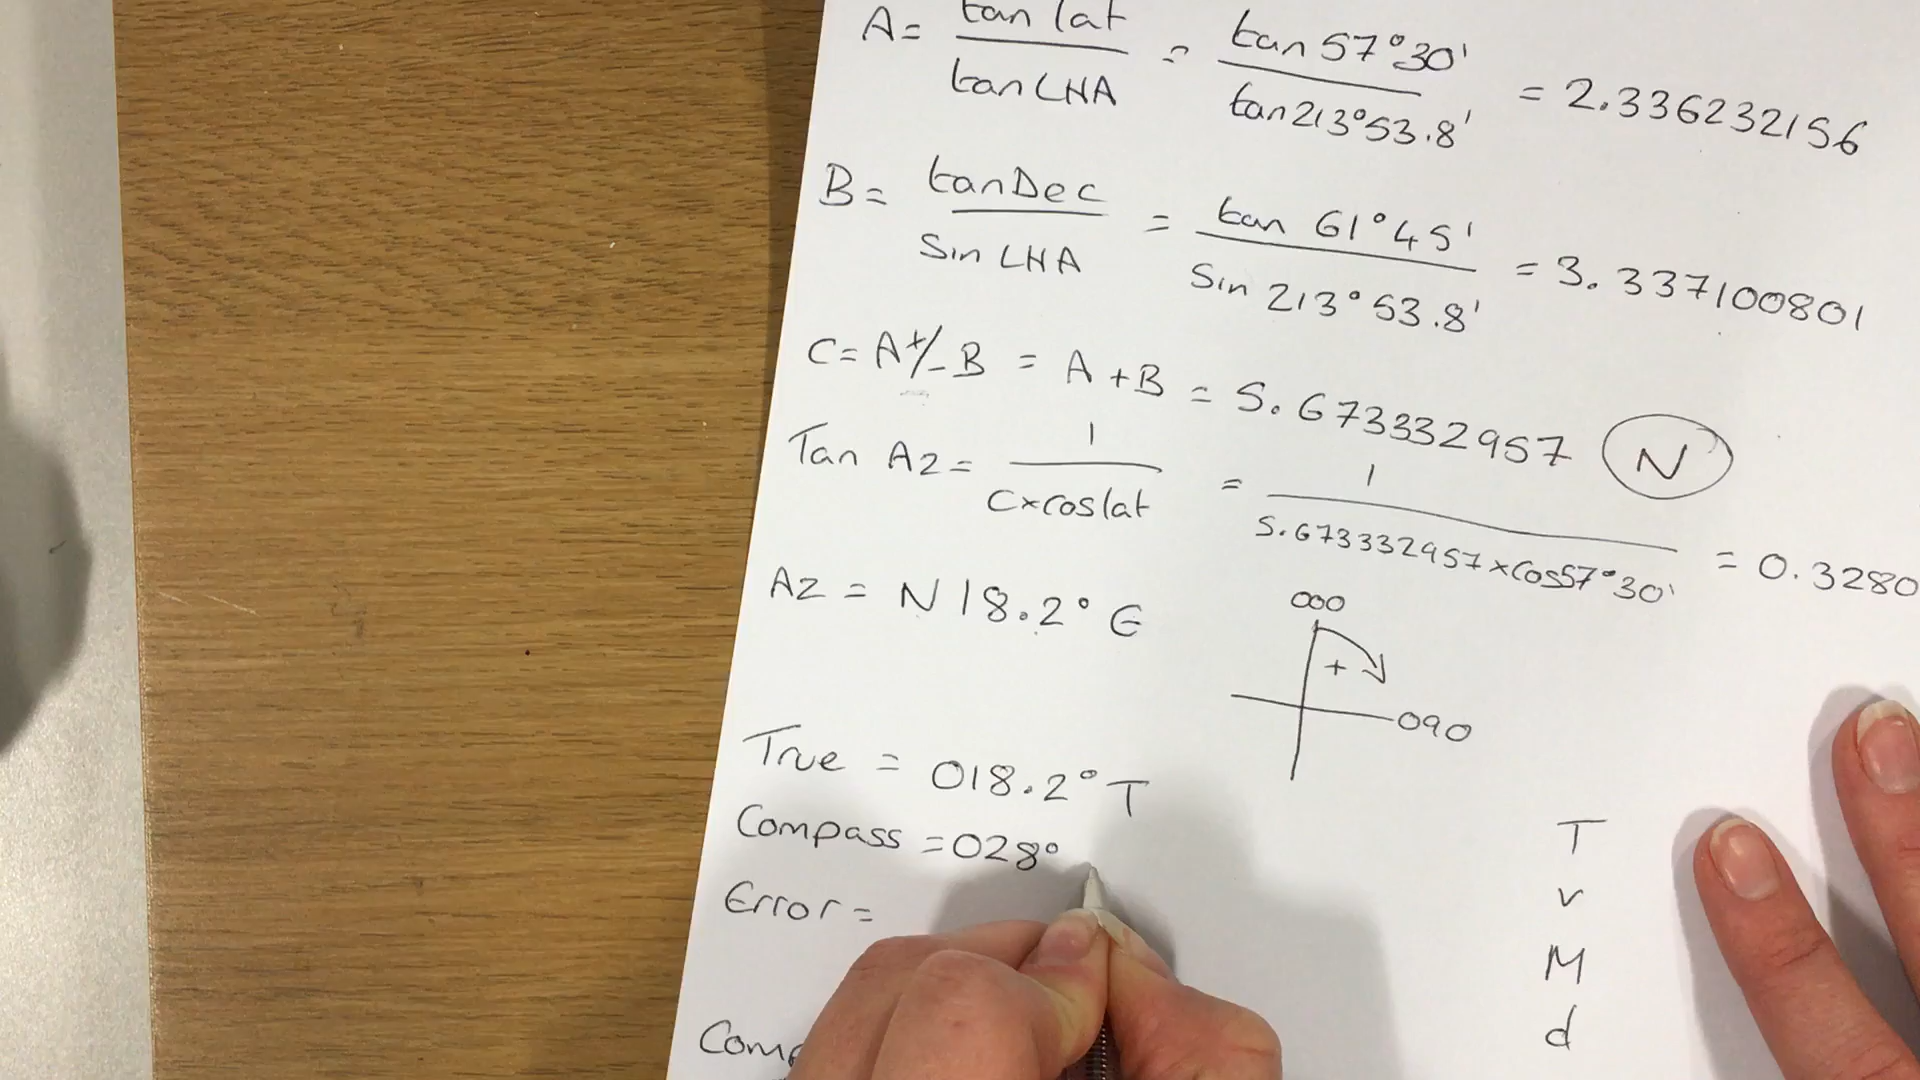 A = tan lat / tan LHA = tan 57°30' / tan 213°53.8' = 2.336232156
B = tan Dec / Sin LHA = tan 61°45' / Sin 213°53.8' = 3.337100801
C = A +/- B = A + B = 5.673332957 N
Tan AZ = 1 / C×cos lat = 1 / 5.673332957×Cos57°30' = 0.3280
AZ = N 18.2° E
000
+
090
True = 018.2° T
Compass = 028°
Error =
T
v
M
d